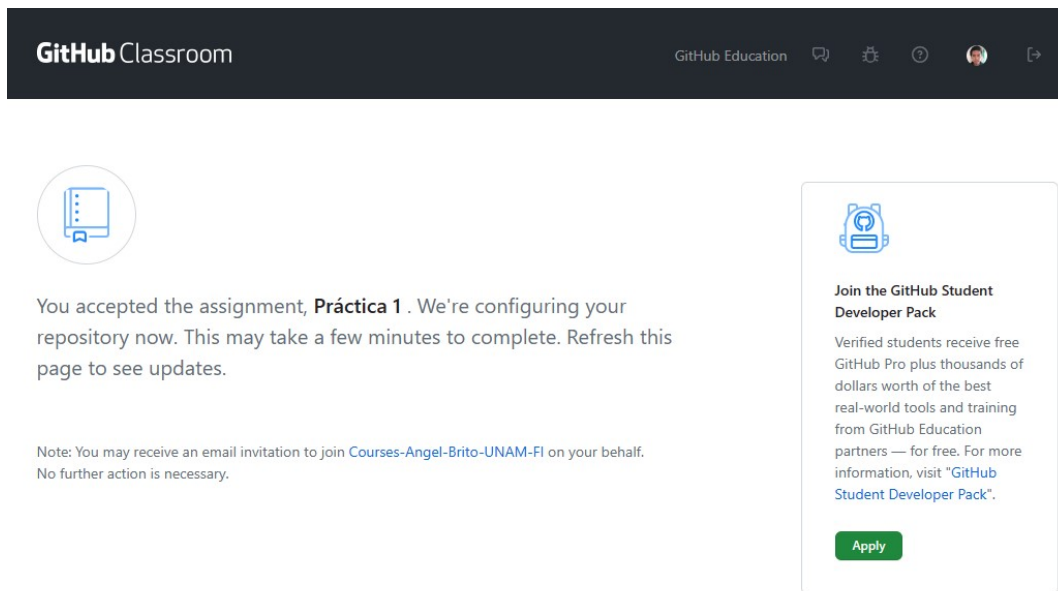 GitHub Classroom
GitHub Education
You accepted the assignment, Práctica 1 . We're configuring your
repository now. This may take a few minutes to complete. Refresh this
page to see updates.
Note: You may receive an email invitation to join Courses-Angel-Brito-UNAM-FI on your behalf.
No further action is necessary.
Join the GitHub Student
Developer Pack
Verified students receive free
GitHub Pro plus thousands of
dollars worth of the best
real-world tools and training
from GitHub Education
partners — for free. For more
information, visit "GitHub
Student Developer Pack".
Apply